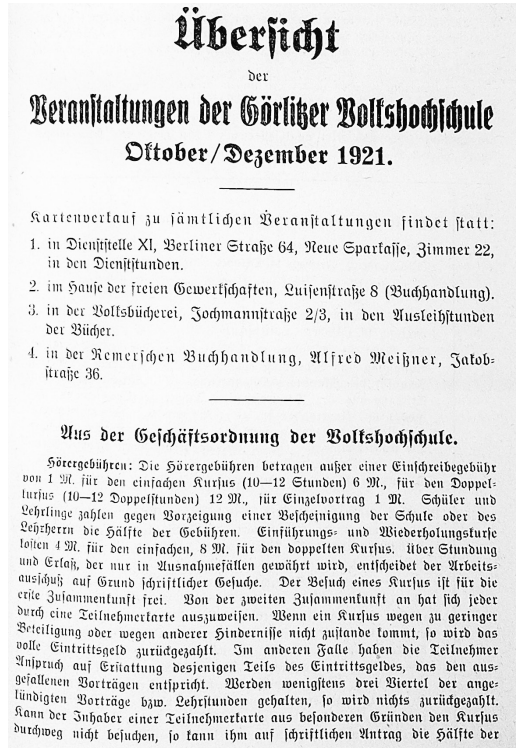 Übersicht
der
Veranstaltungen der Görlitzer Volkshochschule
Oktober/Dezember 1921.
Kartenverkauf zu sämtlichen Veranstaltungen findet statt:
1. in Dienststelle XI, Berliner Straße 64, Neue Sparkasse, Zimmer 22,
in den Dienststunden.
2. im Hause der freien Gewerkschaften, Luisenstraße 8 (Buchhandlung).
3. in der Volksbücherei, Jochmannstraße 2/3, in den Ausleihstunden
der Bücher.
4. in der Remerschen Buchhandlung, Alfred Meißner, Jakob-
straße 36.
Aus der Geschäftsordnung der Volkshochschule.
Hörergebühren: Die Hörergebühren betragen außer einer Einschreibegebühr
von 1 M. für den einfachen Kursus (10—12 Stunden) 6 M., für den Doppel-
kursus (10—12 Doppelstunden) 12 M., für Einzelvortrag 1 M. Schüler und
Lehrlinge zahlen gegen Vorzeigung einer Bescheinigung der Schule oder des
Lehrherrn die Hälfte der Gebühren. Einführungs- und Wiederholungskurse
kosten 4 M. für den einfachen, 8 M. für den doppelten Kursus. Über Stundung
und Erlaß, der nur in Ausnahmefällen gewährt wird, entscheidet der Arbeits-
ausschuß auf Grund schriftlicher Gesuche. Der Besuch eines Kursus ist für die
erste Zusammenkunft frei. Von der zweiten Zusammenkunft an hat sich jeder
durch eine Teilnehmerkarte auszuweisen. Wenn ein Kursus wegen zu geringer
Beteiligung oder wegen anderer Hindernisse nicht zustande kommt, so wird das
volle Eintrittsgeld zurückgezahlt. Im anderen Falle haben die Teilnehmer
Anspruch auf Erstattung desjenigen Teils des Eintrittsgeldes, das den aus-
gefallenen Vorträgen entspricht. Werden wenigstens drei Viertel der ange-
kündigten Vorträge bzw. Lehrstunden gehalten, so wird nichts zurückgezahlt.
Kann der Inhaber einer Teilnehmerkarte aus besonderen Gründen den Kursus
durchweg nicht besuchen, so kann ihm auf schriftlichen Antrag die Hälfte der